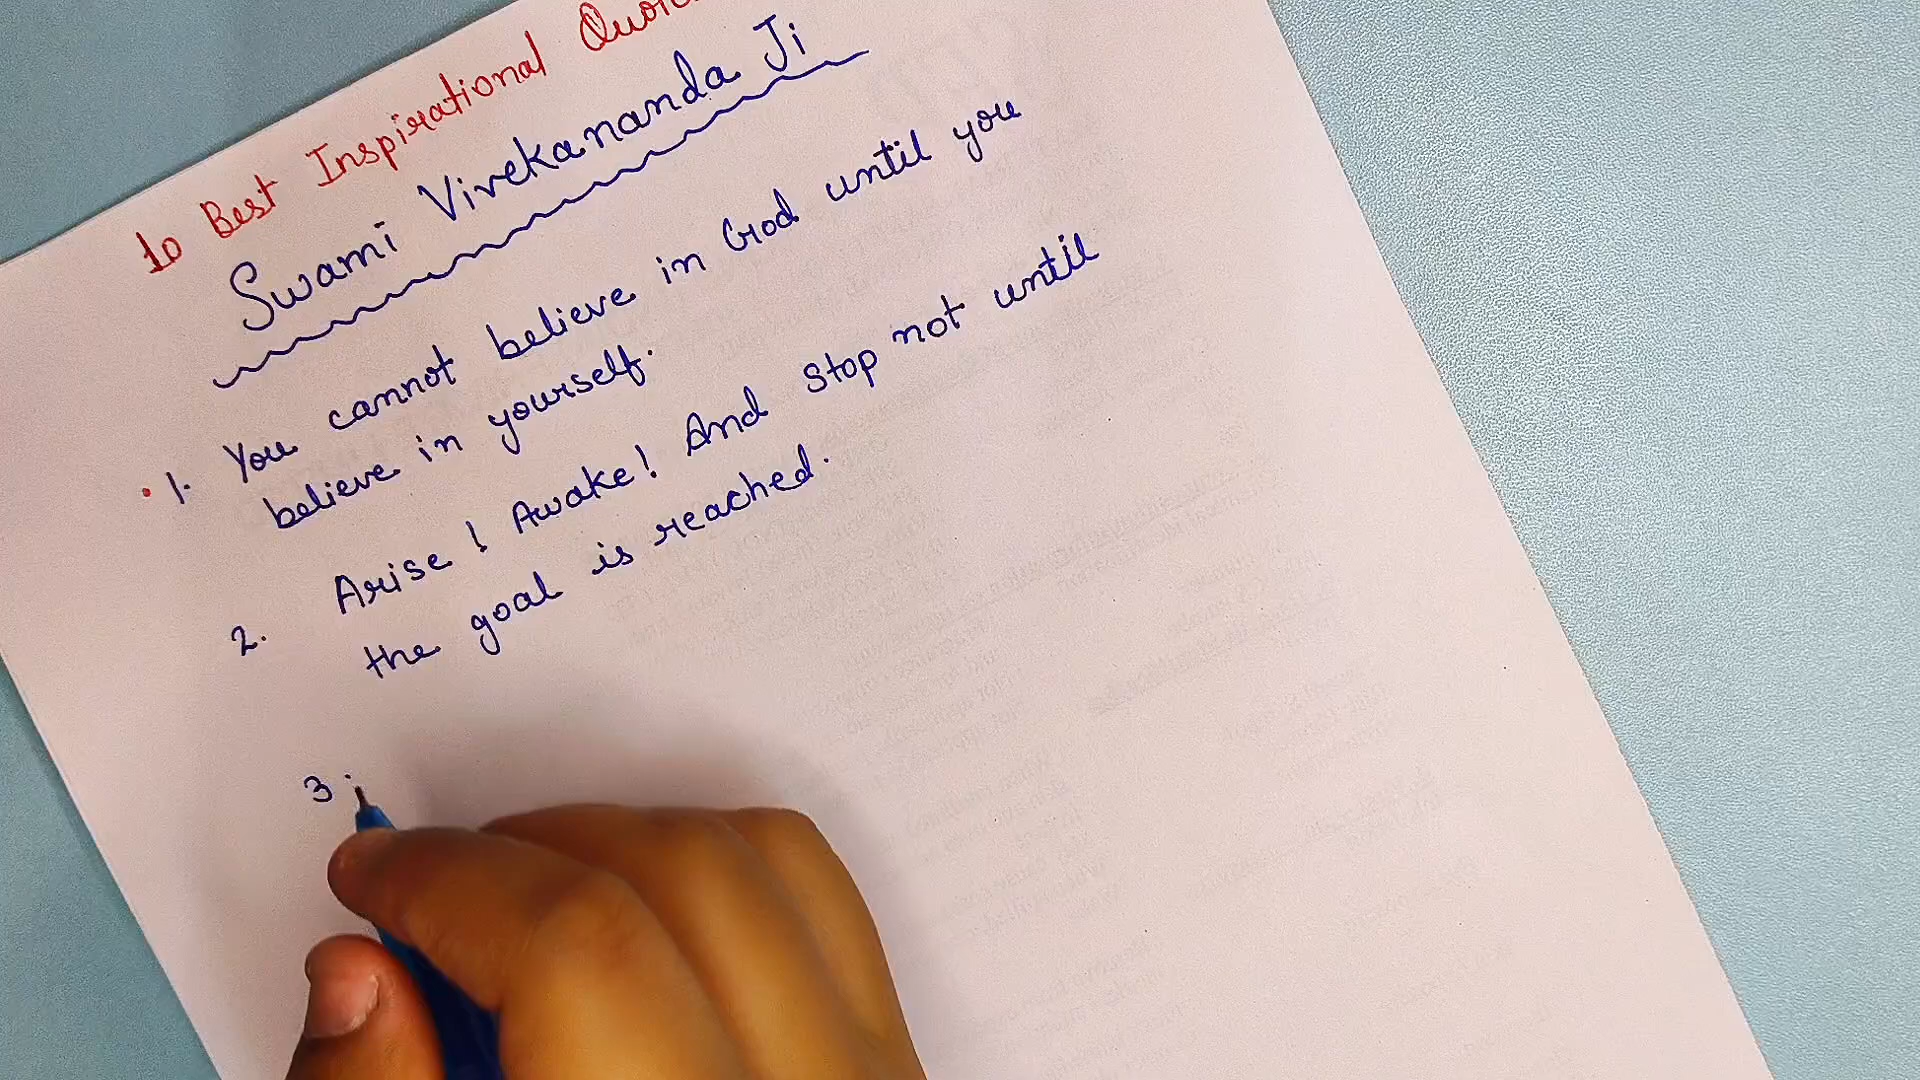 10 Best Inspirational
Swami Vivekananda Ji
1. You cannot believe in God until you
believe in yourself.
2. Arise! Awake! And stop not until
the goal is reached.
3.